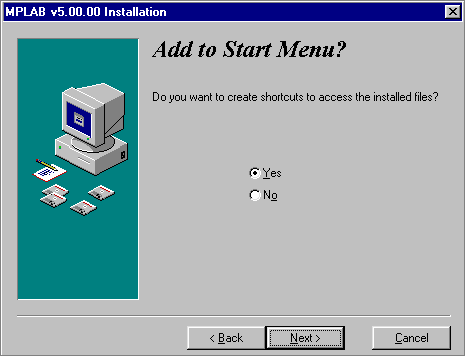 MPLAB v5.00.00 Installation
Add to Start Menu?
Do you want to create shortcuts to access the installed files?
Yes
No
< Back
Next >
Cancel